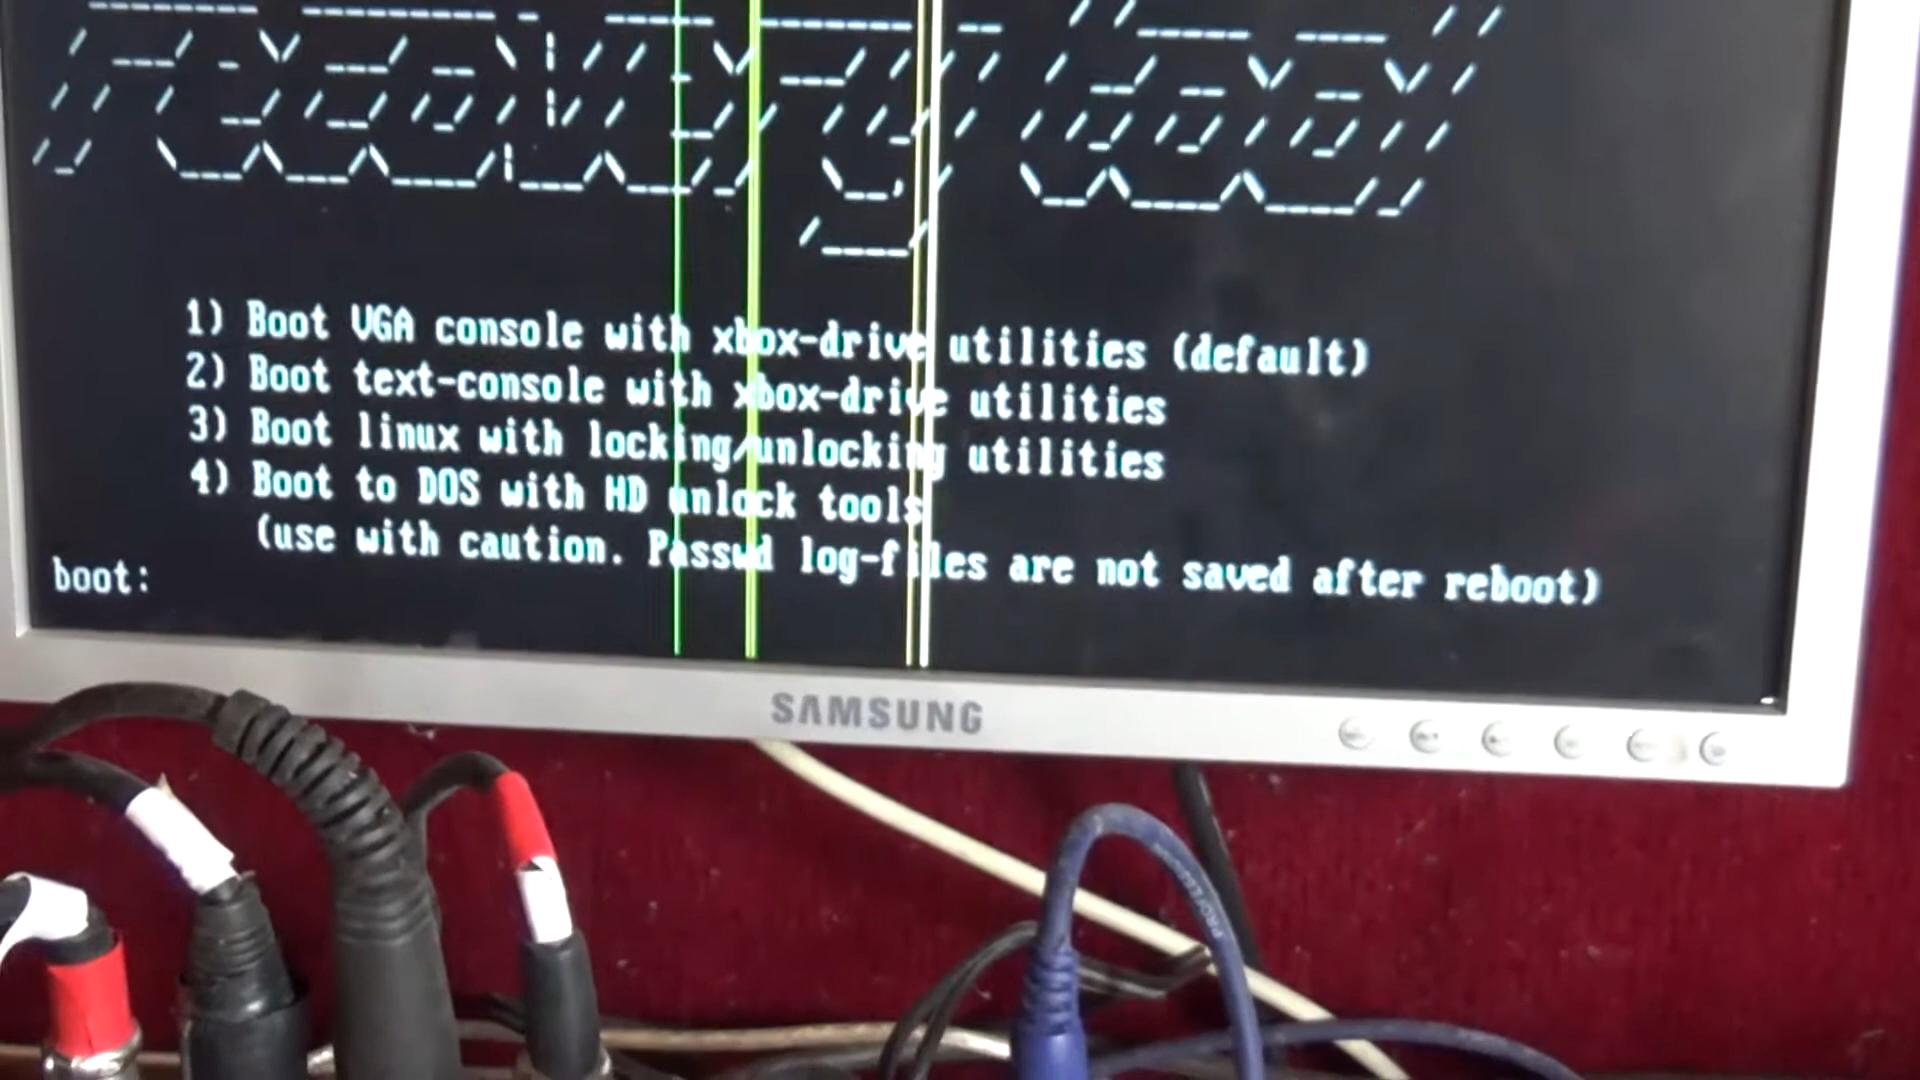 recovery tool
1) Boot VGA console with xbox-drive utilities (default)
2) Boot text-console with xbox-drive utilities
3) Boot linux with locking/unlocking utilities
4) Boot to DOS with HD unlock tools
(use with caution. Passwd log-files are not saved after reboot)
boot:
SAMSUNG